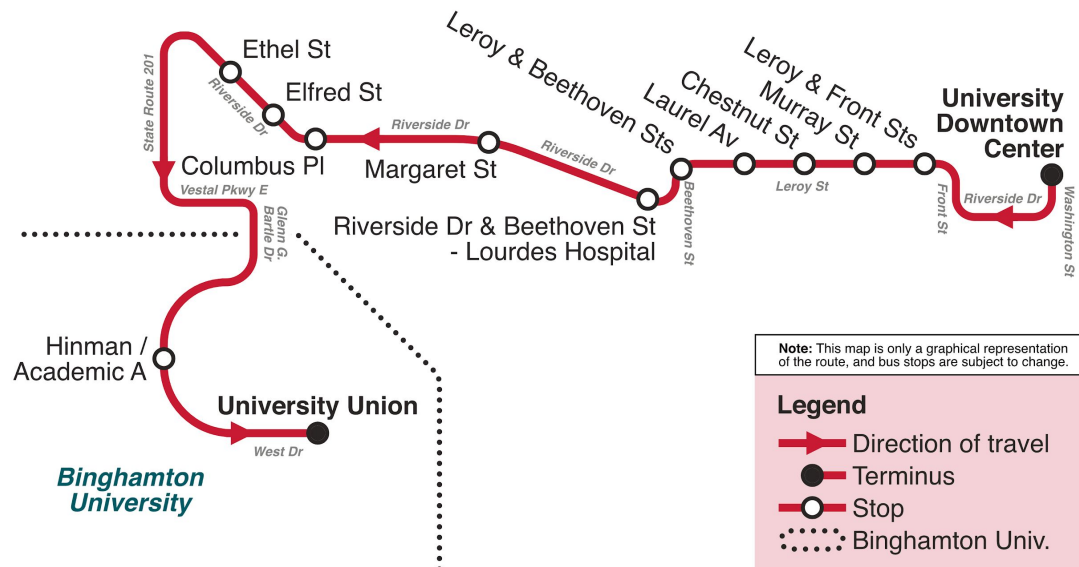 Ethel St
Elfred St
Columbus Pl
Margaret St
Riverside Dr & Beethoven St
- Lourdes Hospital
Leroy & Beethoven Sts
Laurel Av
Chestnut St
Murray St
Leroy & Front Sts
University
Downtown
Center
State Route 201
Riverside Dr
Riverside Dr
Riverside Dr
Beethoven St
Leroy St
Front St
Riverside Dr
Washington St
Vestal Pkwy E
Glenn G.
Bartle Dr
Hinman /
Academic A
University Union
West Dr
Binghamton
University
Note: This map is only a graphical representation
of the route, and bus stops are subject to change.
Legend
Direction of travel
Terminus
Stop
Binghamton Univ.